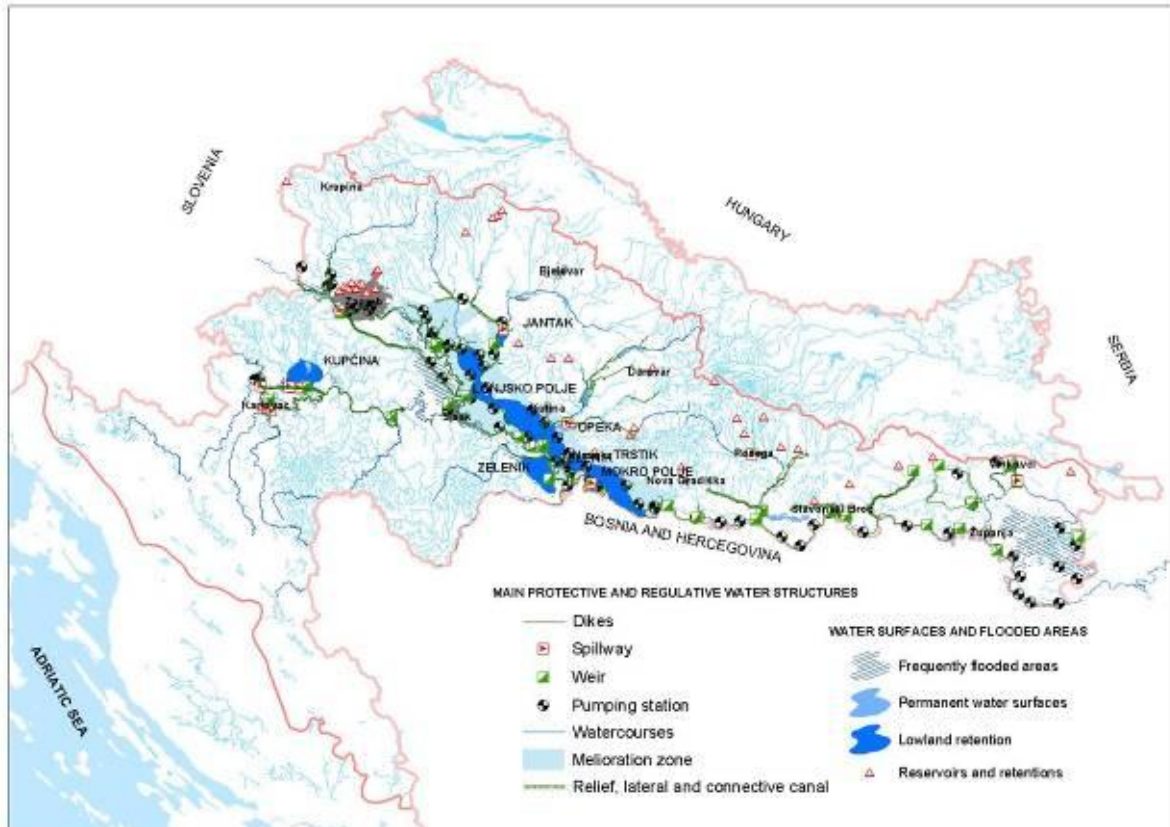 SLOVENIA
Krapina
HUNGARY
Bjelovar
Zagreb
JANTAK
SERBIA
KUPČINA
Daruvar
LONJSKO POLJE
Karlovac
Sisak
OPEKA
TRSTIK
Požega
ZELENIK
MOKRO POLJE
Nova Gradiška
Slavonski Brod
Županja
BOSNIA AND HERCEGOVINA
ADRIATIC SEA
MAIN PROTECTIVE AND REGULATIVE WATER STRUCTURES
Dikes
Spillway
Weir
Pumping station
Watercourses
Melioration zone
Relief, lateral and connective canal
WATER SURFACES AND FLOODED AREAS
Frequently flooded areas
Permanent water surfaces
Lowland retention
Reservoirs and retentions